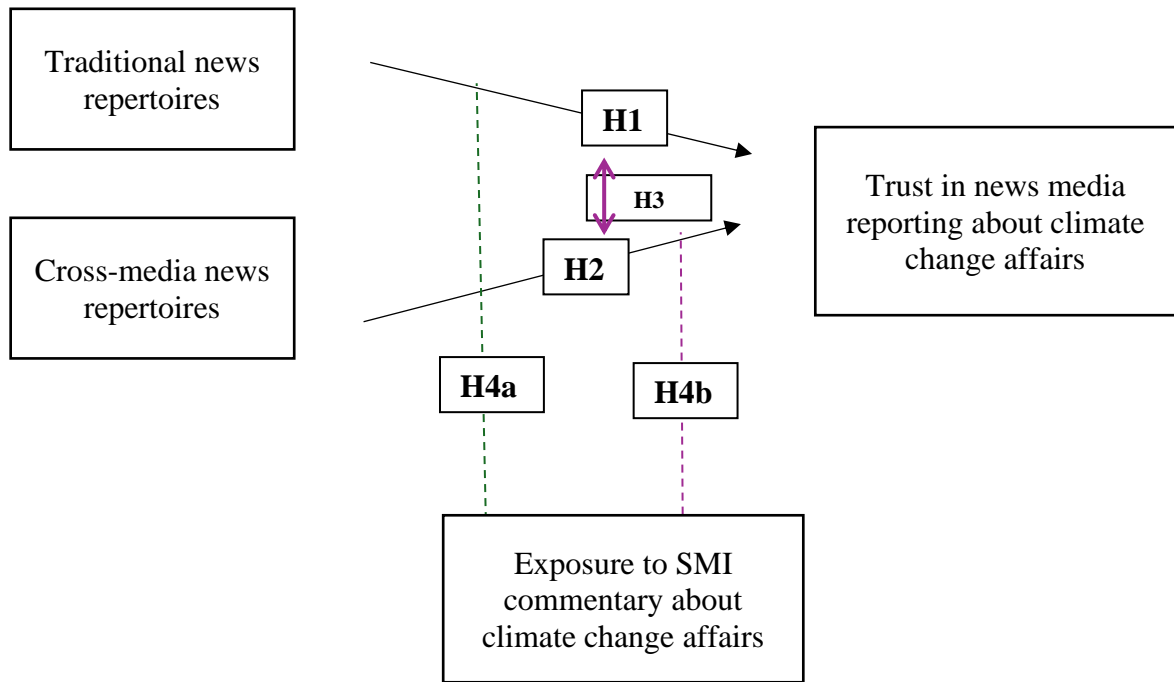 Traditional news
repertoires
H1
Trust in news media
reporting about climate
change affairs
H3
Cross-media news
repertoires
H2
H4a
H4b
Exposure to SMI
commentary about
climate change affairs